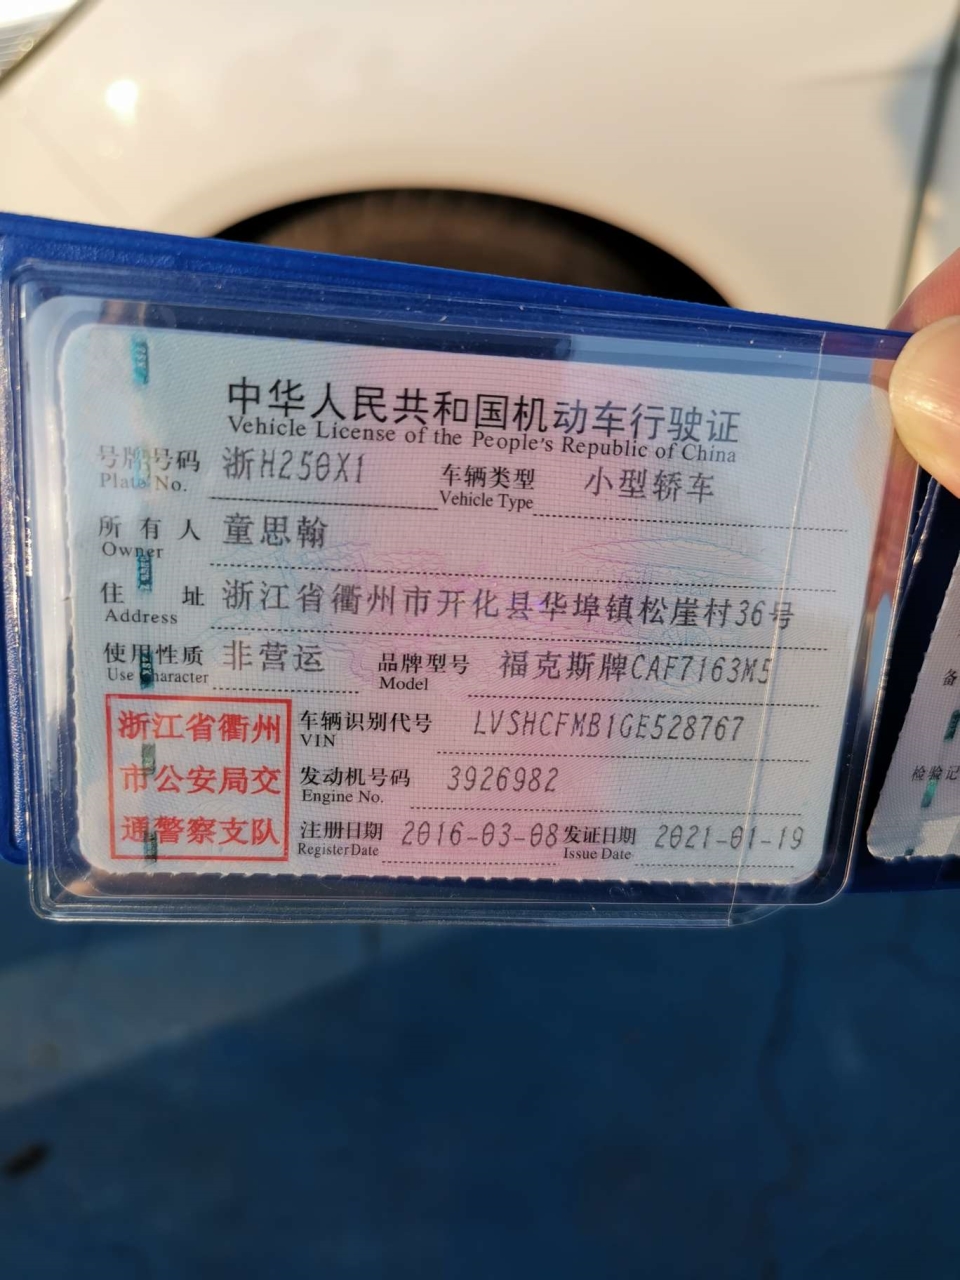 中华人民共和国机动车行驶证
Vehicle License of the People's Republic of China
号牌号码 浙H250X1 车辆类型 小型轿车
Plate No. Vehicle Type
所有人 童思翰
Owner
住址 浙江省衢州市开化县华埠镇松崖村36号
Address
使用性质 非营运 品牌型号 福克斯牌CAF7163M5
Use Character Model
浙江省衢州
市公安局交
通警察支队
车辆识别代号 LVSHCFMB1GE528767
VIN
发动机号码 3926982
Engine No.
注册日期 2016-03-08 发证日期 2021-01-19
Register Date Issue Date
备
检验记